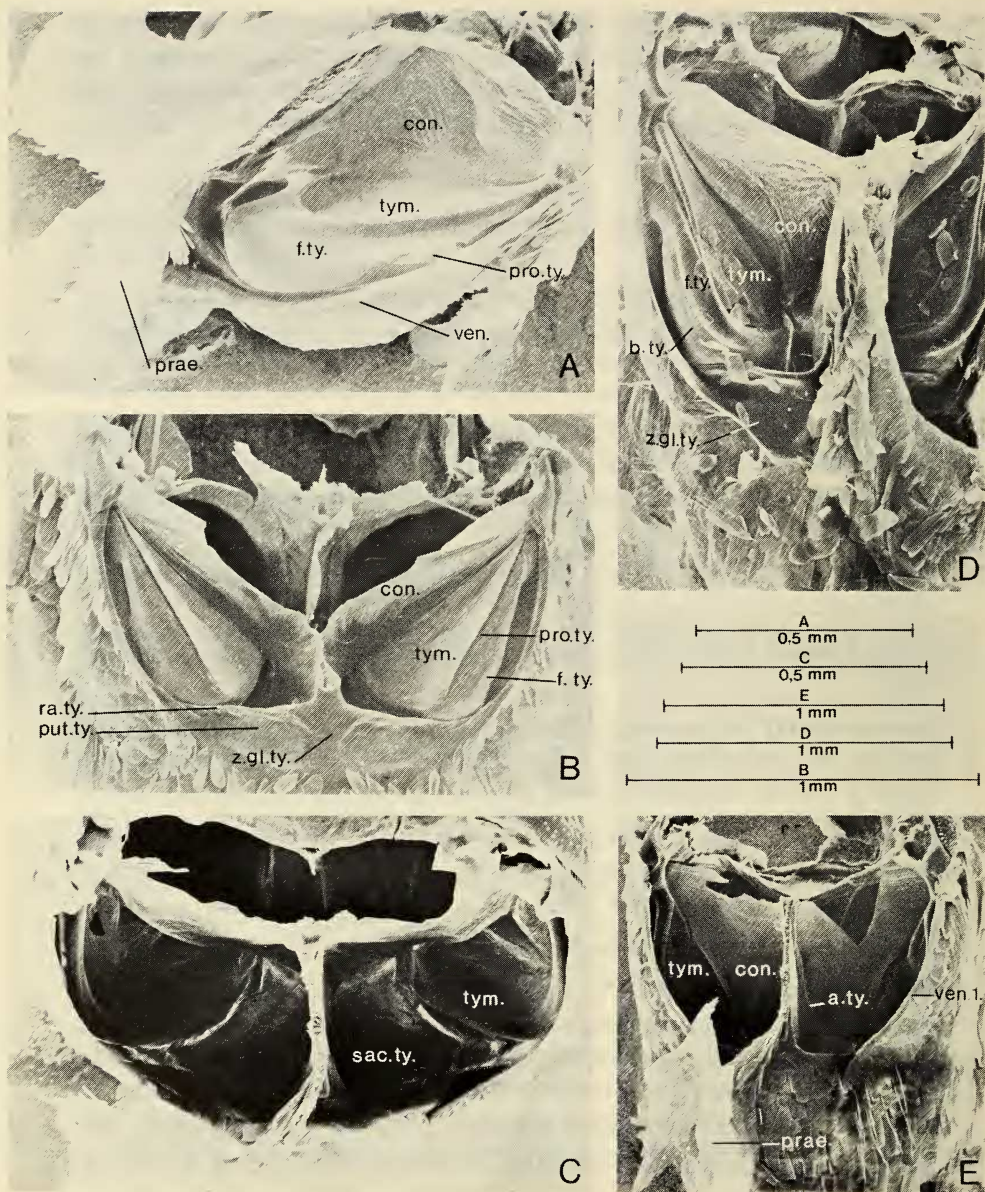 con.
tym.
f.ty.
pro.ty.
ven.
prae.
A
con.
pro.ty.
tym.
f. ty.
ra.ty.
put.ty.
z.gl.ty.
B
tym.
sac.ty.
C
con.
tym.
f.ty.
b.ty.
z.gl.ty.
D
A
0.5 mm
C
0,5 mm
E
1 mm
D
1 mm
B
1 mm
tym.
con.
a.ty.
ven.1.
prae.
E